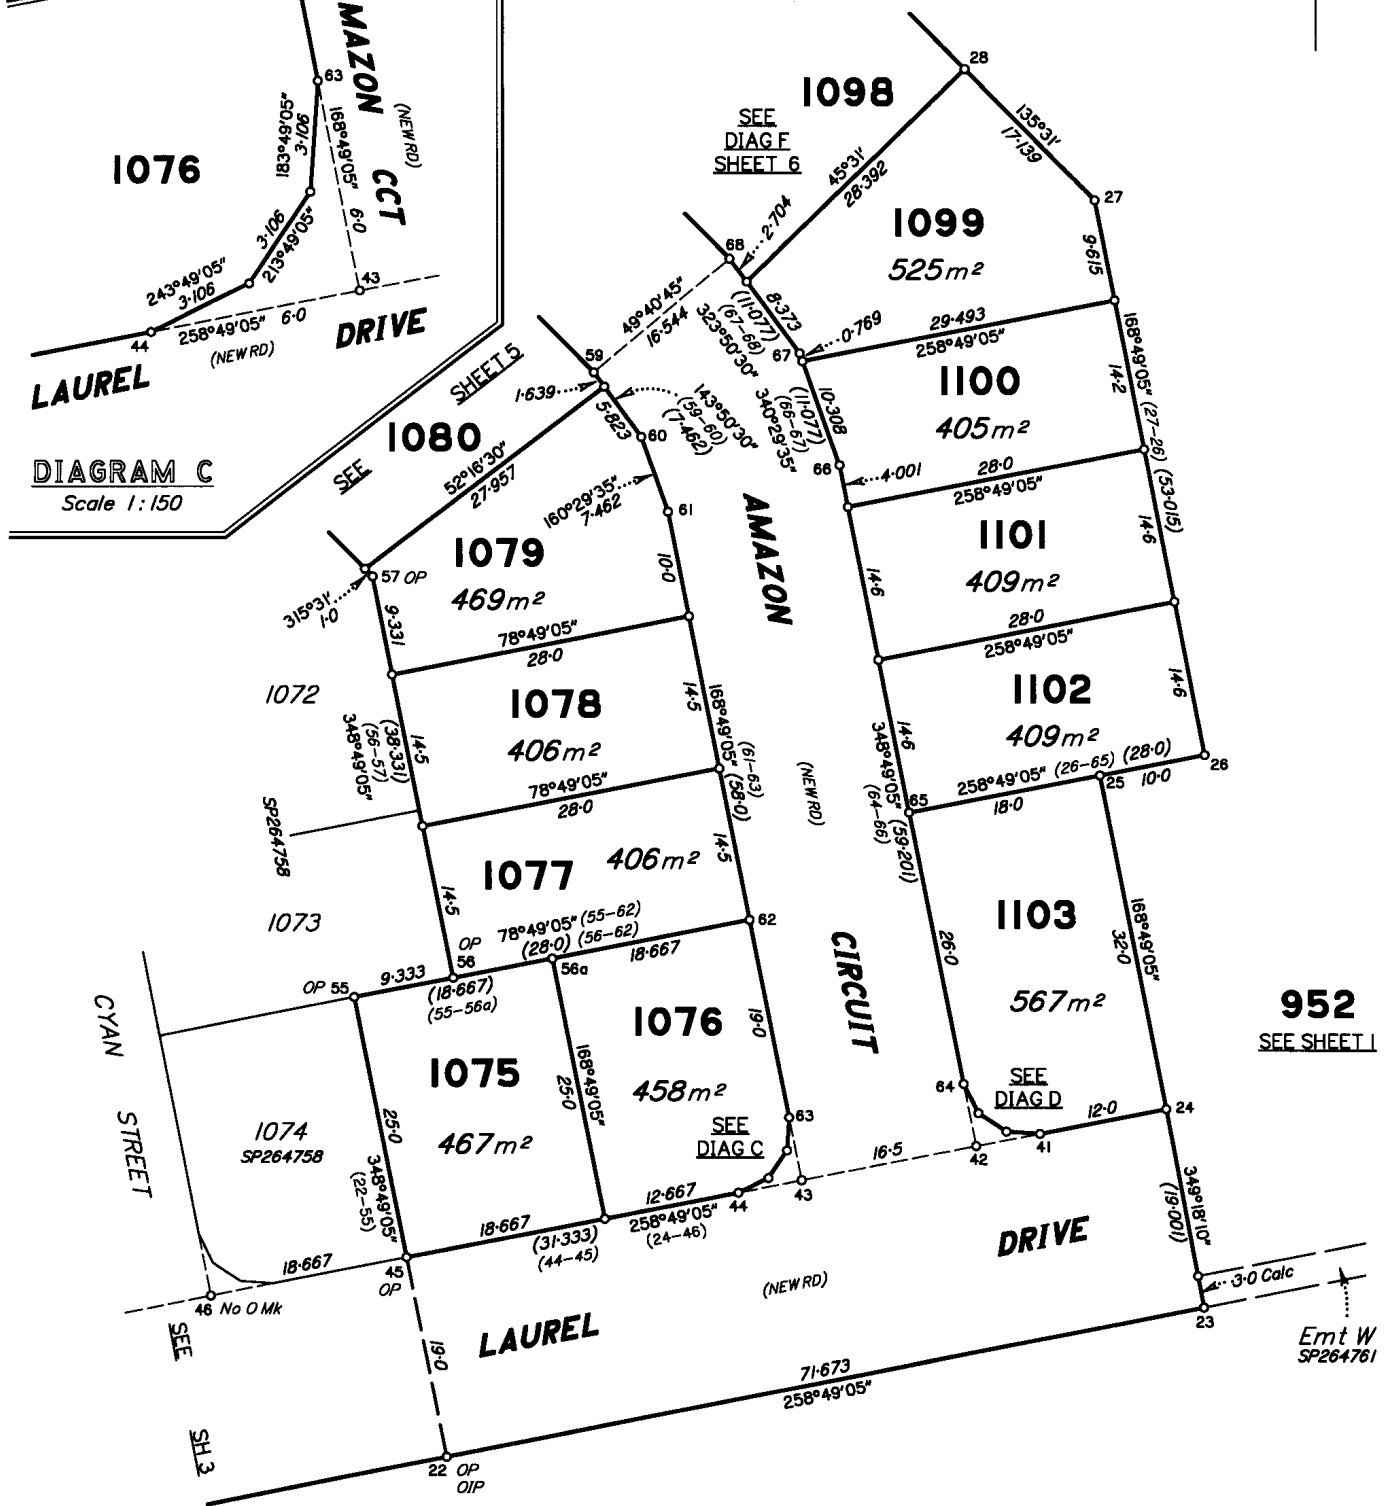 MAZON CCT
(NEW RD)
63
183°49'05"
3·106
168°49'05"
6·0
1076
3·106
213°49'05"
243°49'05"
3·106
43
258°49'05" 6·0
44
(NEW RD)
DRIVE
LAUREL
DIAGRAM C
Scale 1:150
SEE SHEET 5
28
1098
SEE
DIAG F
SHEET 6
135°31'
17·139
45°31'
28·392
27
2·704
68
1099
525m²
9·615
49°40'45"
16·544
8·373
(11·077)
(67-68)
323°50'30"
0·769
67
29·493
258°49'05"
59
1·639
5·823
143°50'30"
(59-60)
(7·462)
60
10·308
(11·077)
(66-67)
340°29'35"
1100
405m²
14·2
168°49'05" (27-26) (53·015)
1080
52°16'30"
27·957
66
4·001
28·0
258°49'05"
160°29'35"
7·462
61
AMAZON
1101
409m²
14·6
14·6
1079
469m²
10·0
57 OP
315°31'
1·0
9·331
78°49'05"
28·0
28·0
258°49'05"
1072
1078
406m²
14·5
168°49'05"
(61-63)
(58·0)
14·5
(38·331)
(56-57)
348°49'05"
1102
409m²
14·6
14·6
348°49'05"
(64-66) (59·201)
(NEW RD)
78°49'05"
28·0
65
258°49'05" (26-65) (28·0)
18·0
25
10·0
26
SP264758
1077
406m²
14·5
14·5
1073
78°49'05" (55-62)
(28·0) (56-62)
62
OP
56
9·333
OP 55
(18·667)
(55-56a)
56a
18·667
1103
567m²
26·0
168°49'05"
32·0
CIRCUIT
952
SEE SHEET 1
CYAN STREET
1076
458m²
19·0
168°49'05"
25·0
1075
467m²
25·0
348°49'05"
(22-55)
1074
SP264758
SEE
DIAG C
63
64
SEE
DIAG D
12·0
24
41
42
16·5
43
44
12·667
258°49'05"
(24-46)
18·667
(31·333)
(44-45)
18·667
45
OP
46 No O Mk
349°18'10"
(19·001)
DRIVE
(NEW RD)
3·0 Calc
23
Emt W
SP264761
LAUREL
19·0
71·673
258°49'05"
22 OP
OIP
SEE
SH 3